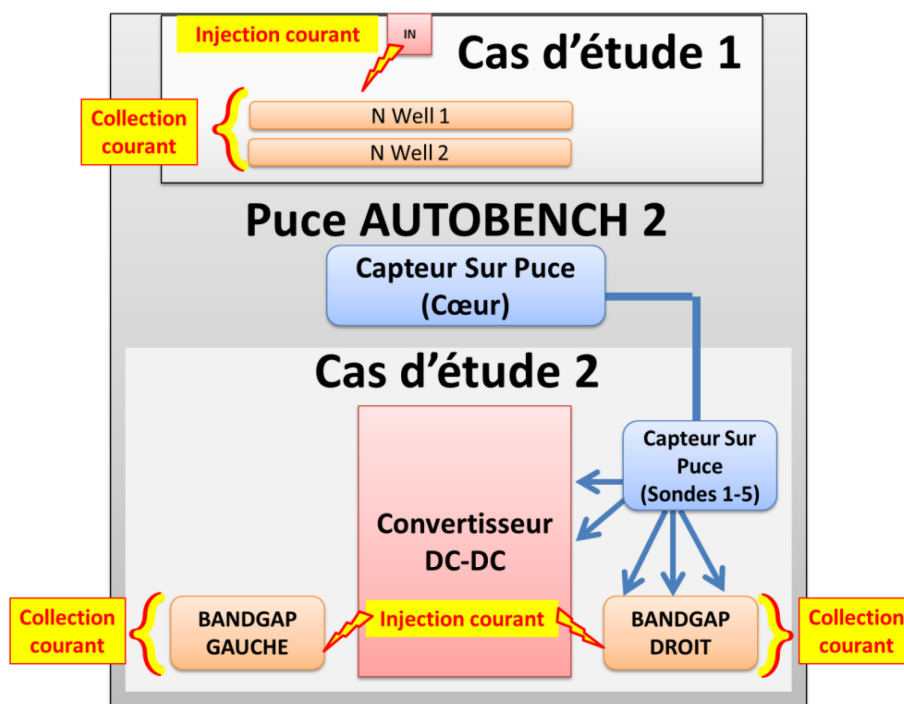 Injection courant
IN
Cas d'étude 1
Collection
courant
N Well 1
N Well 2
Puce AUTOBENCH 2
Capteur Sur Puce
(Cœur)
Cas d'étude 2
Capteur Sur
Puce
(Sondes 1-5)
Convertisseur
DC-DC
Collection
courant
BANDGAP
GAUCHE
Injection courant
BANDGAP
DROIT
Collection
courant